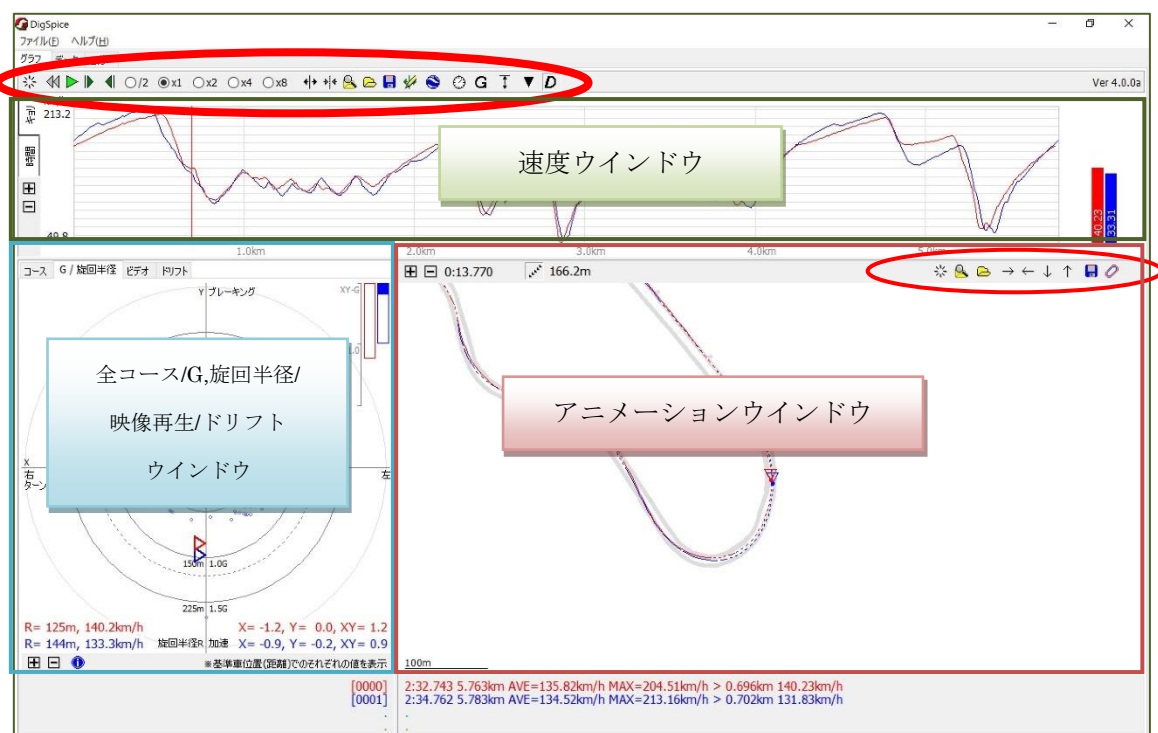 DigSpice
ファイル(F) ヘルプ(H)
グラフ
/2 x1 x2 x4 x8 G D Ver 4.0.0a
距離
213.2
時間
速度ウインドウ
49.8
40.23
33.31
1.0km 2.0km 3.0km 4.0km 5.0km
コース G / 旋回半径 ビデオ ドリフト
0:13.770 166.2m
Y ブレーキング XY-G
1.0
全コース/G,旋回半径/
映像再生/ドリフト
ウインドウ
アニメーションウインドウ
X
右
ターン
左
150m 1.0G
225m 1.5G
R= 125m, 140.2km/h X= -1.2, Y= 0.0, XY= 1.2
R= 144m, 133.3km/h 旋回半径R 加速 X= -0.9, Y= -0.2, XY= 0.9
※基準車位置(距離)でのそれぞれの値を表示
100m
[0000] 2:32.743 5.763km AVE=135.82km/h MAX=204.51km/h > 0.696km 140.23km/h
[0001] 2:34.762 5.783km AVE=134.52km/h MAX=213.16km/h > 0.702km 131.83km/h